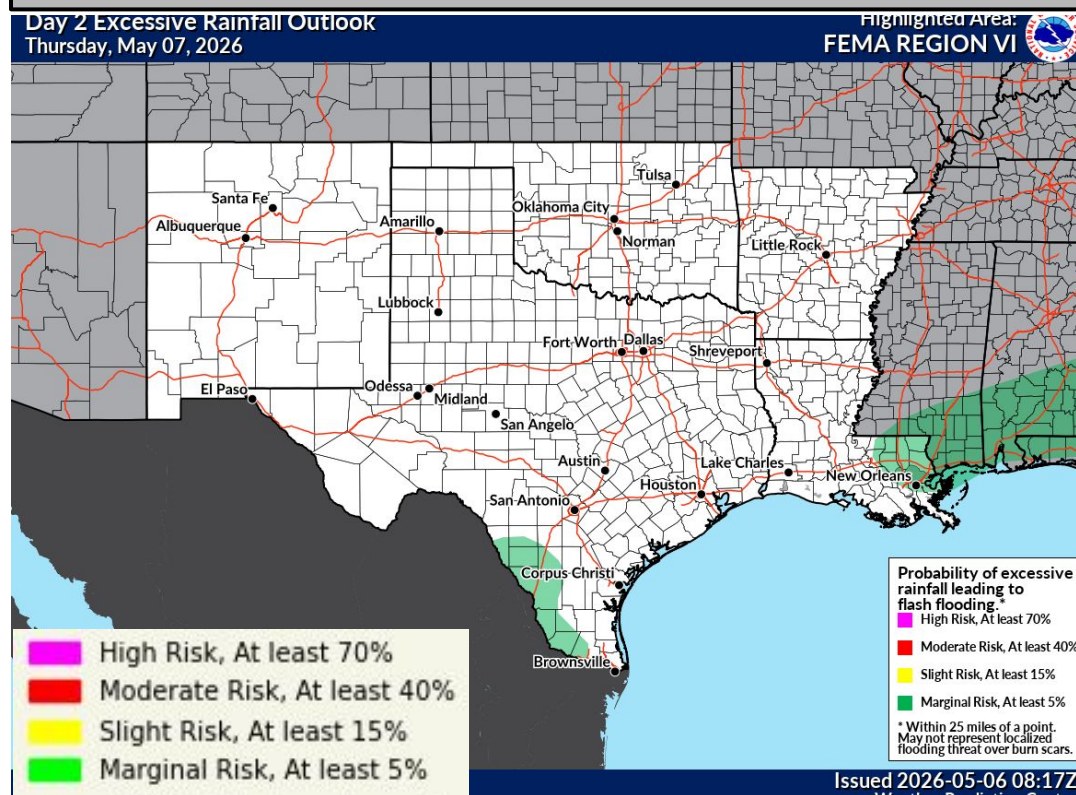 Day 2 Excessive Rainfall Outlook
Thursday, May 07, 2026
Highlighted Area:
FEMA REGION VI
Santa Fe
Albuquerque
Amarillo
Tulsa
Oklahoma City
Norman
Little Rock
Lubbock
Fort Worth
Dallas
Shreveport
El Paso
Odessa
Midland
San Angelo
Austin
Lake Charles
Houston
New Orleans
San Antonio
Corpus Christi
Brownsville
High Risk, At least 70%
Moderate Risk, At least 40%
Slight Risk, At least 15%
Marginal Risk, At least 5%
Probability of excessive
rainfall leading to
flash flooding.*
High Risk, At least 70%
Moderate Risk, At least 40%
Slight Risk, At least 15%
Marginal Risk, At least 5%
* Within 25 miles of a point.
May not represent localized
flooding threat over burn scars.
Issued 2026-05-06 08:17Z